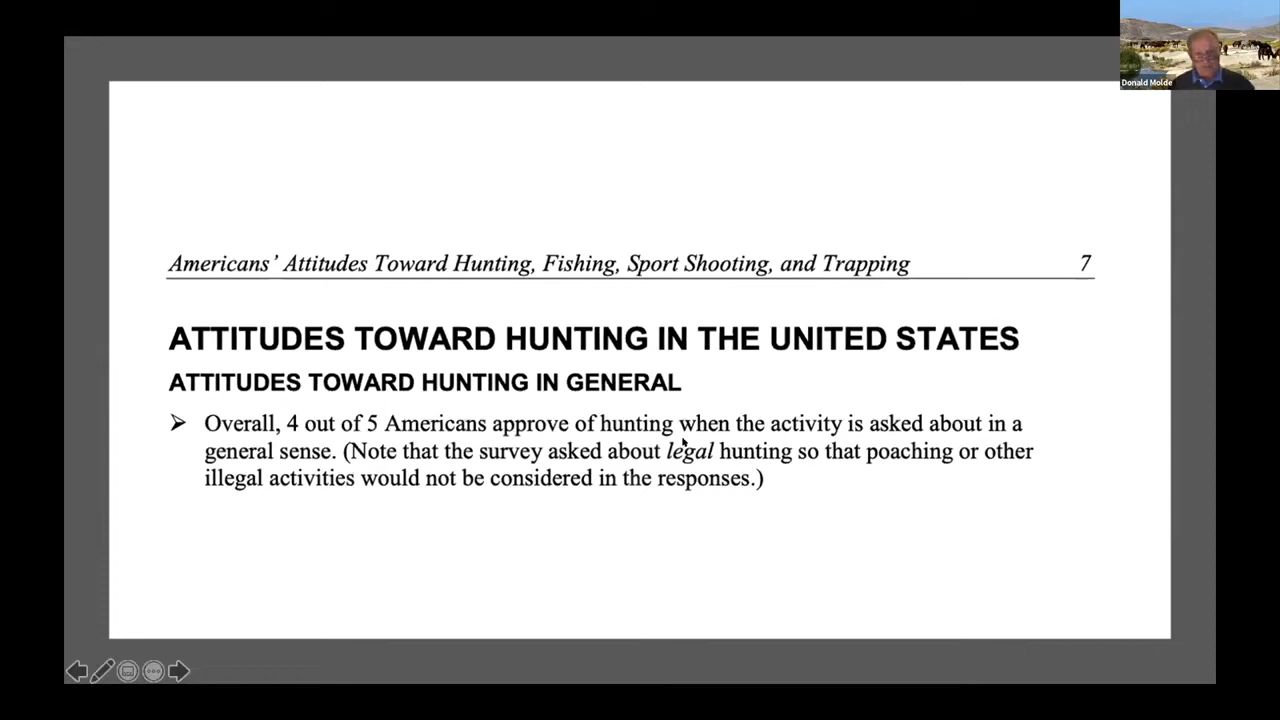 Donald Molde
Americans’ Attitudes Toward Hunting, Fishing, Sport Shooting, and Trapping 7
ATTITUDES TOWARD HUNTING IN THE UNITED STATES
ATTITUDES TOWARD HUNTING IN GENERAL
➢ Overall, 4 out of 5 Americans approve of hunting when the activity is asked about in a
general sense. (Note that the survey asked about legal hunting so that poaching or other
illegal activities would not be considered in the responses.)